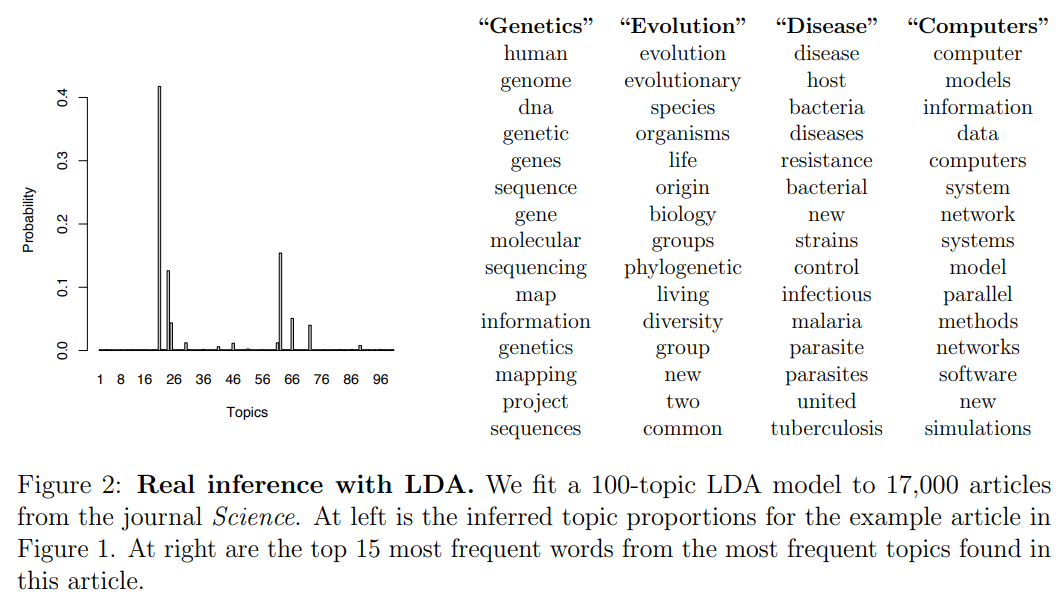 “Genetics” “Evolution” “Disease” “Computers”
human evolution disease computer
genome evolutionary host models
dna species bacteria information
genetic organisms diseases data
genes life resistance computers
sequence origin bacterial system
gene biology new network
molecular groups strains systems
sequencing phylogenetic control model
map living infectious parallel
information diversity malaria methods
genetics group parasite networks
mapping new parasites software
project two united new
sequences common tuberculosis simulations
Probability
0.4
0.3
0.2
0.1
0.0
1 8 16 26 36 46 56 66 76 86 96
Topics
Figure 2: Real inference with LDA. We fit a 100-topic LDA model to 17,000 articles
from the journal Science. At left is the inferred topic proportions for the example article in
Figure 1. At right are the top 15 most frequent words from the most frequent topics found in
this article.